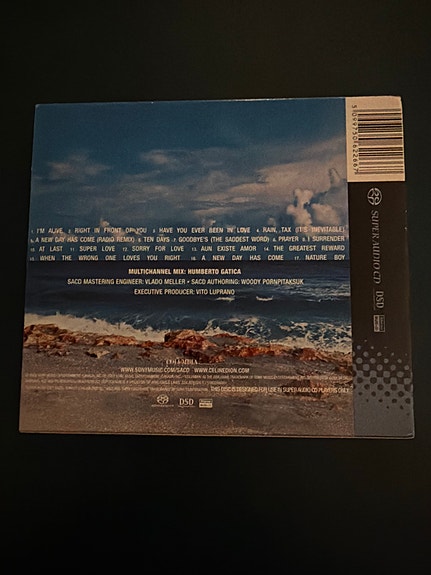 1 I'M ALIVE 2 RIGHT IN FRONT OF YOU 3 HAVE YOU EVER BEEN IN LOVE 4 RAIN, TAX (IT'S INEVITABLE)
5 A NEW DAY HAS COME (RADIO REMIX) 6 TEN DAYS 7 GOODBYE'S (THE SADDEST WORD) 8 PRAYER 9 I SURRENDER
10 AT LAST 11 SUPER LOVE 12 SORRY FOR LOVE 13 AUN EXISTE AMOR 14 THE GREATEST REWARD
15 WHEN THE WRONG ONE LOVES YOU RIGHT 16 A NEW DAY HAS COME 17 NATURE BOY
MULTICHANNEL MIX: HUMBERTO GATICA
SACD MASTERING ENGINEER: VLADO MELLER • SACD AUTHORING: WOODY PORNPITAKSUK
EXECUTIVE PRODUCER: VITO LUPRANO
COLUMBIA
WWW.SONYMUSIC.COM/SACD WWW.CELINEDION.COM
THIS DISC IS DESIGNED FOR USE IN SUPER AUDIO CD PLAYERS ONLY.
DSD
SUPER AUDIO CD
DSD